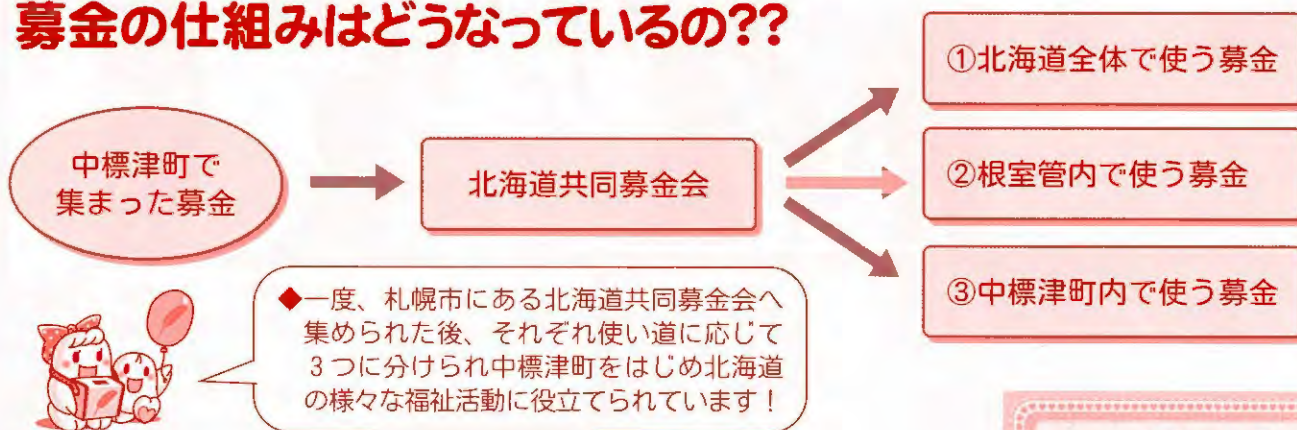 募金の仕組みはどうなっているの??
中標津町で
集まった募金
北海道共同募金会
①北海道全体で使う募金
②根室管内で使う募金
③中標津町内で使う募金
◆一度、札幌市にある北海道共同募金会へ
集められた後、それぞれ使い道に応じて
3つに分けられ中標津町をはじめ北海道
の様々な福祉活動に役立てられています！